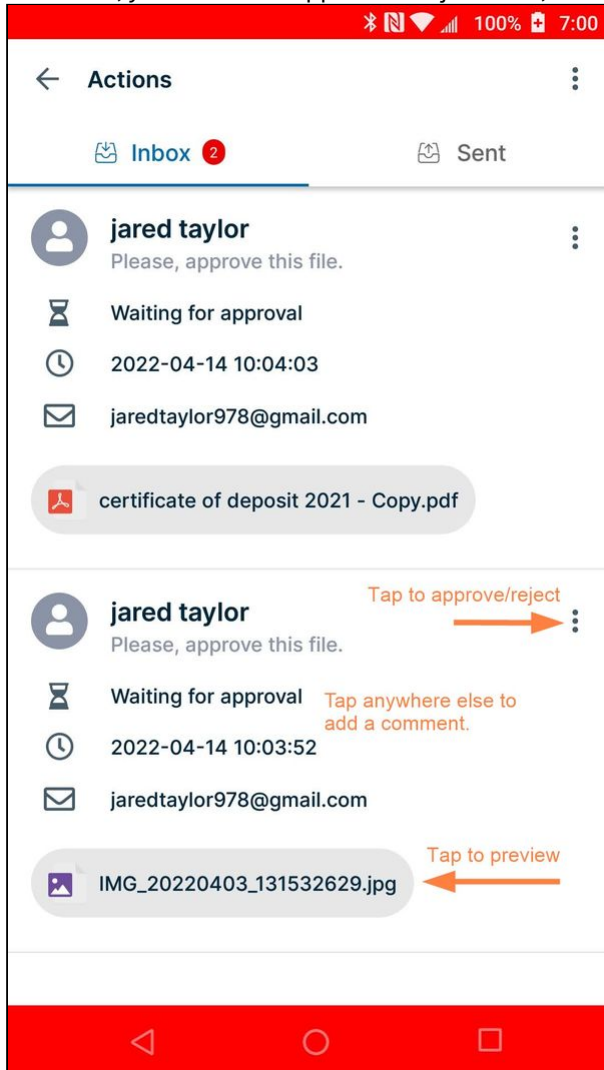 100% 7:00
Actions
Inbox 2 Sent
jared taylor
Please, approve this file.
Waiting for approval
2022-04-14 10:04:03
jaredtaylor978@gmail.com
certificate of deposit 2021 - Copy.pdf
Tap to approve/reject
jared taylor
Please, approve this file.
Waiting for approval
Tap anywhere else to
add a comment.
2022-04-14 10:03:52
jaredtaylor978@gmail.com
Tap to preview
IMG_20220403_131532629.jpg